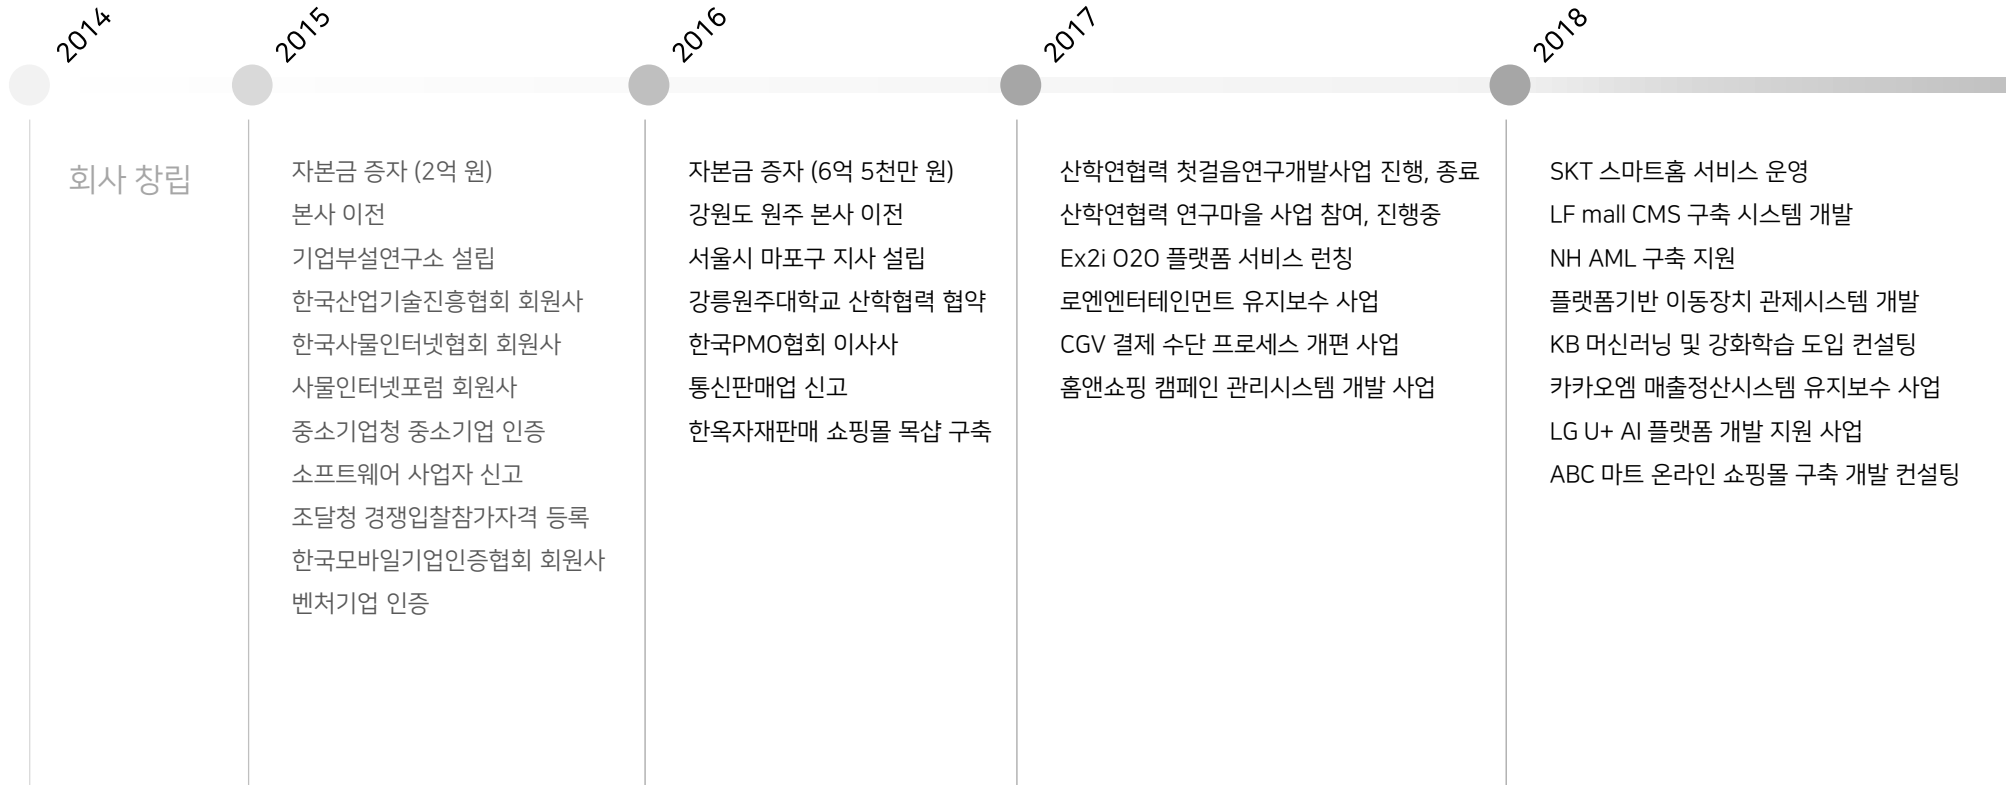 2014
회사 창립
2015
자본금 증자 (2억 원)
본사 이전
기업부설연구소 설립
한국산업기술진흥협회 회원사
한국사물인터넷협회 회원사
사물인터넷포럼 회원사
중소기업청 중소기업 인증
소프트웨어 사업자 신고
조달청 경쟁입찰참가자격 등록
한국모바일기업인증협회 회원사
벤처기업 인증
2016
자본금 증자 (6억 5천만 원)
강원도 원주 본사 이전
서울시 마포구 지사 설립
강릉원주대학교 산학협력 협약
한국PMO협회 이사사
통신판매업 신고
한옥자재판매 쇼핑몰 목샵 구축
2017
산학연협력 첫걸음연구개발사업 진행, 종료
산학연협력 연구마을 사업 참여, 진행중
Ex2i O2O 플랫폼 서비스 런칭
로엔엔터테인먼트 유지보수 사업
CGV 결제 수단 프로세스 개편 사업
홈앤쇼핑 캠페인 관리시스템 개발 사업
2018
SKT 스마트홈 서비스 운영
LF mall CMS 구축 시스템 개발
NH AML 구축 지원
플랫폼기반 이동장치 관제시스템 개발
KB 머신러닝 및 강화학습 도입 컨설팅
카카오엠 매출정산시스템 유지보수 사업
LG U+ AI 플랫폼 개발 지원 사업
ABC 마트 온라인 쇼핑몰 구축 개발 컨설팅